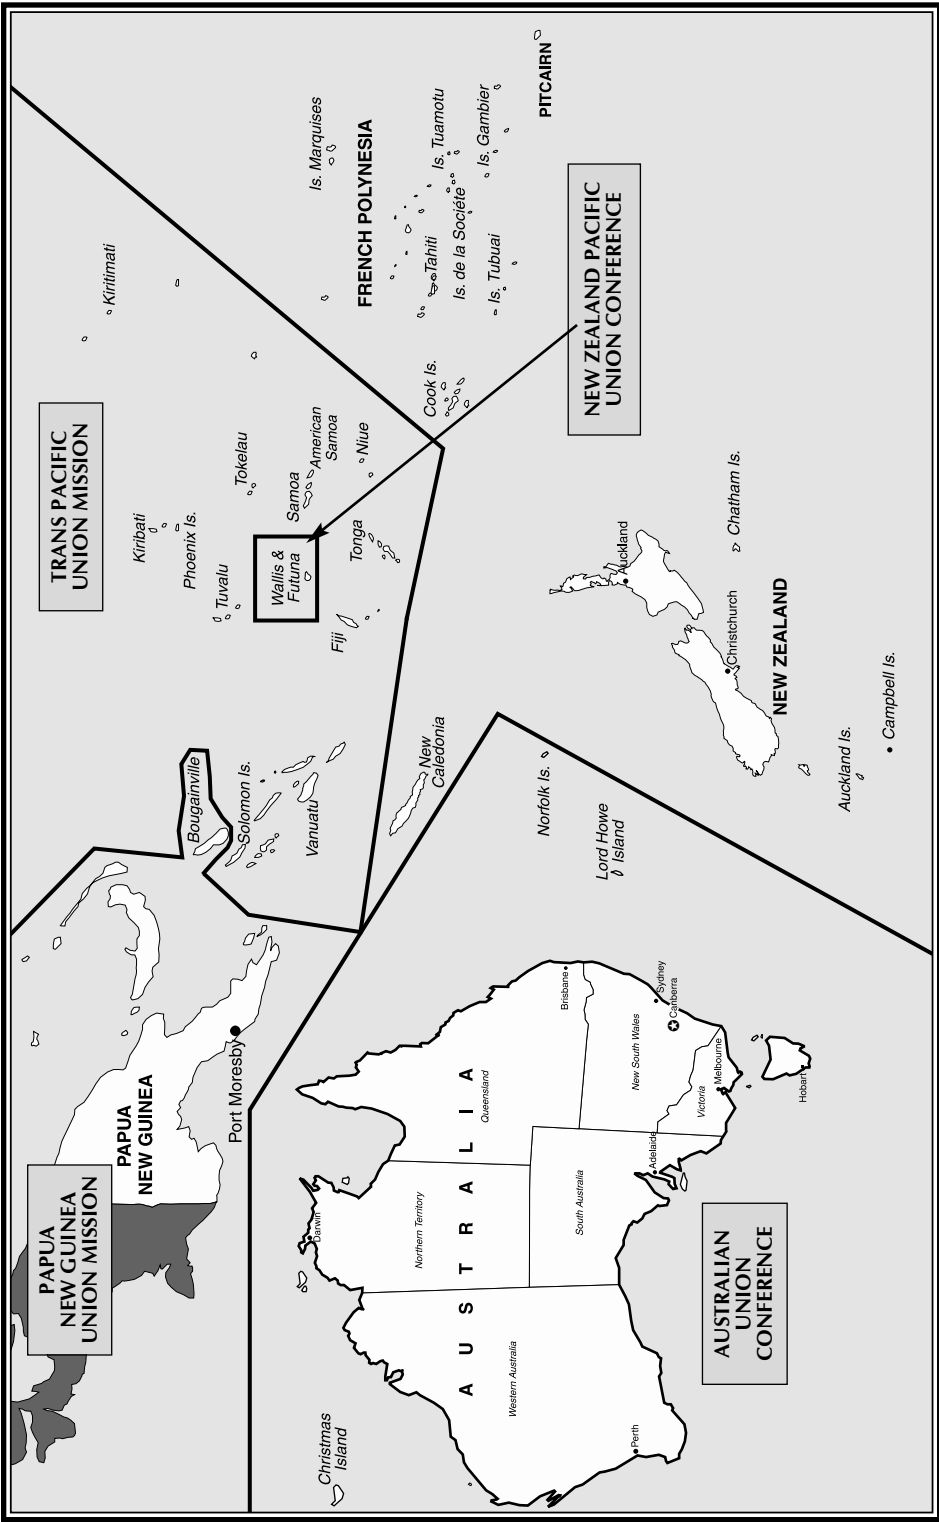 PAPUA
NEW GUINEA
UNION MISSION
PAPUA
NEW GUINEA
Port Moresby
TRANS PACIFIC
UNION MISSION
Kiritimati
Kiribati
Phoenix Is.
Tokelau
Tuvalu
Bougainville
Solomon Is.
Vanuatu
Wallis &
Futuna
Samoa
American
Samoa
Niue
Tonga
Fiji
Is. Marquises
FRENCH POLYNESIA
Cook Is.
Tahiti
Is. Tuamotu
Is. de la Sociéte
Is. Gambier
Is. Tubuai
PITCAIRN
NEW ZEALAND PACIFIC
UNION CONFERENCE
New
Caledonia
Norfolk Is.
Lord Howe
Island
Auckland
Christchurch
NEW ZEALAND
Chatham Is.
Auckland Is.
Campbell Is.
Christmas
Island
Darwin
Northern Territory
AUSTRALIA
Queensland
Western Australia
South Australia
Brisbane
New South Wales
Sydney
Canberra
Victoria
Melbourne
Adelaide
Perth
Hobart
AUSTRALIAN
UNION
CONFERENCE